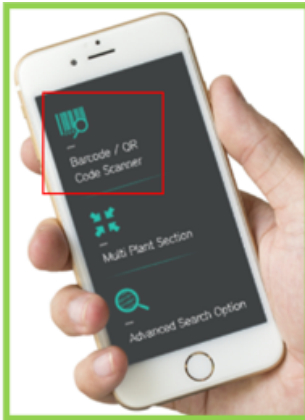 Barcode / QR
Code Scanner
Multi Plant Section
Advanced Search Option